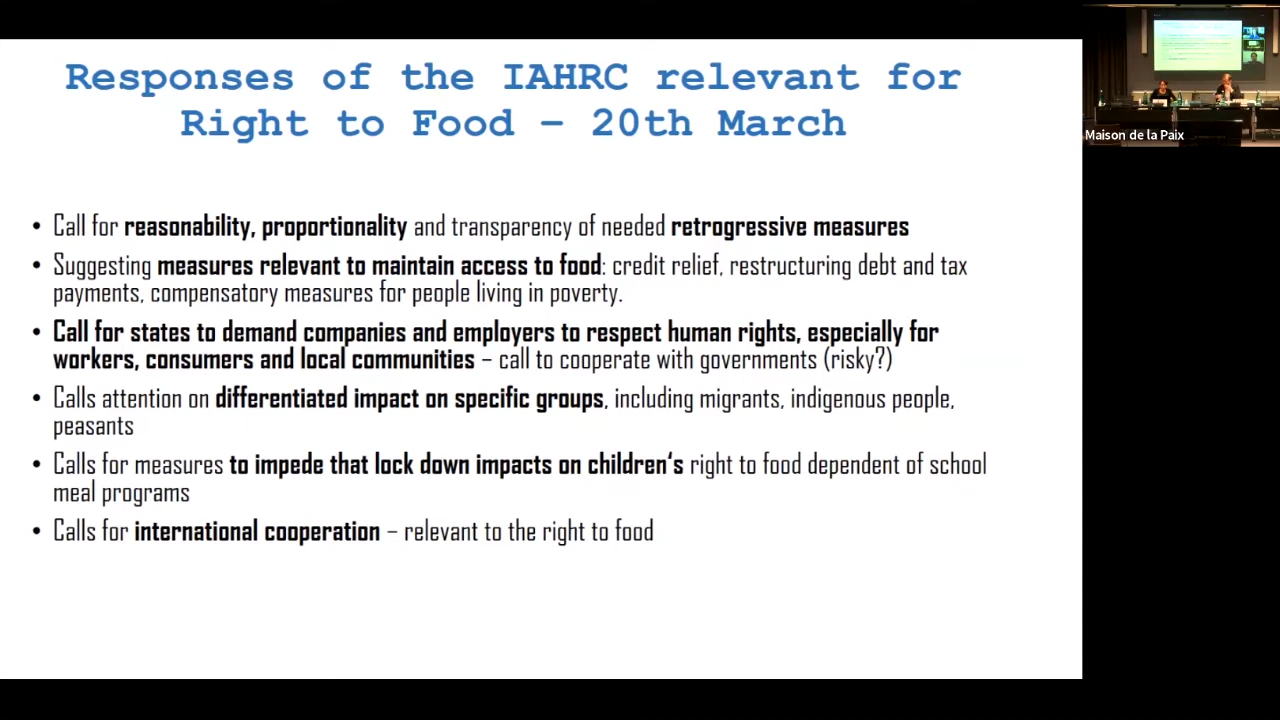 Responses of the IAHRC relevant for
Right to Food – 20th March
• Call for reasonability, proportionality and transparency of needed retrogressive measures
• Suggesting measures relevant to maintain access to food: credit relief, restructuring debt and tax
payments, compensatory measures for people living in poverty.
• Call for states to demand companies and employers to respect human rights, especially for
workers, consumers and local communities – call to cooperate with governments (risky?)
• Calls attention on differentiated impact on specific groups, including migrants, indigenous people,
peasants
• Calls for measures to impede that lock down impacts on children‘s right to food dependent of school
meal programs
• Calls for international cooperation – relevant to the right to food
Maison de la Paix